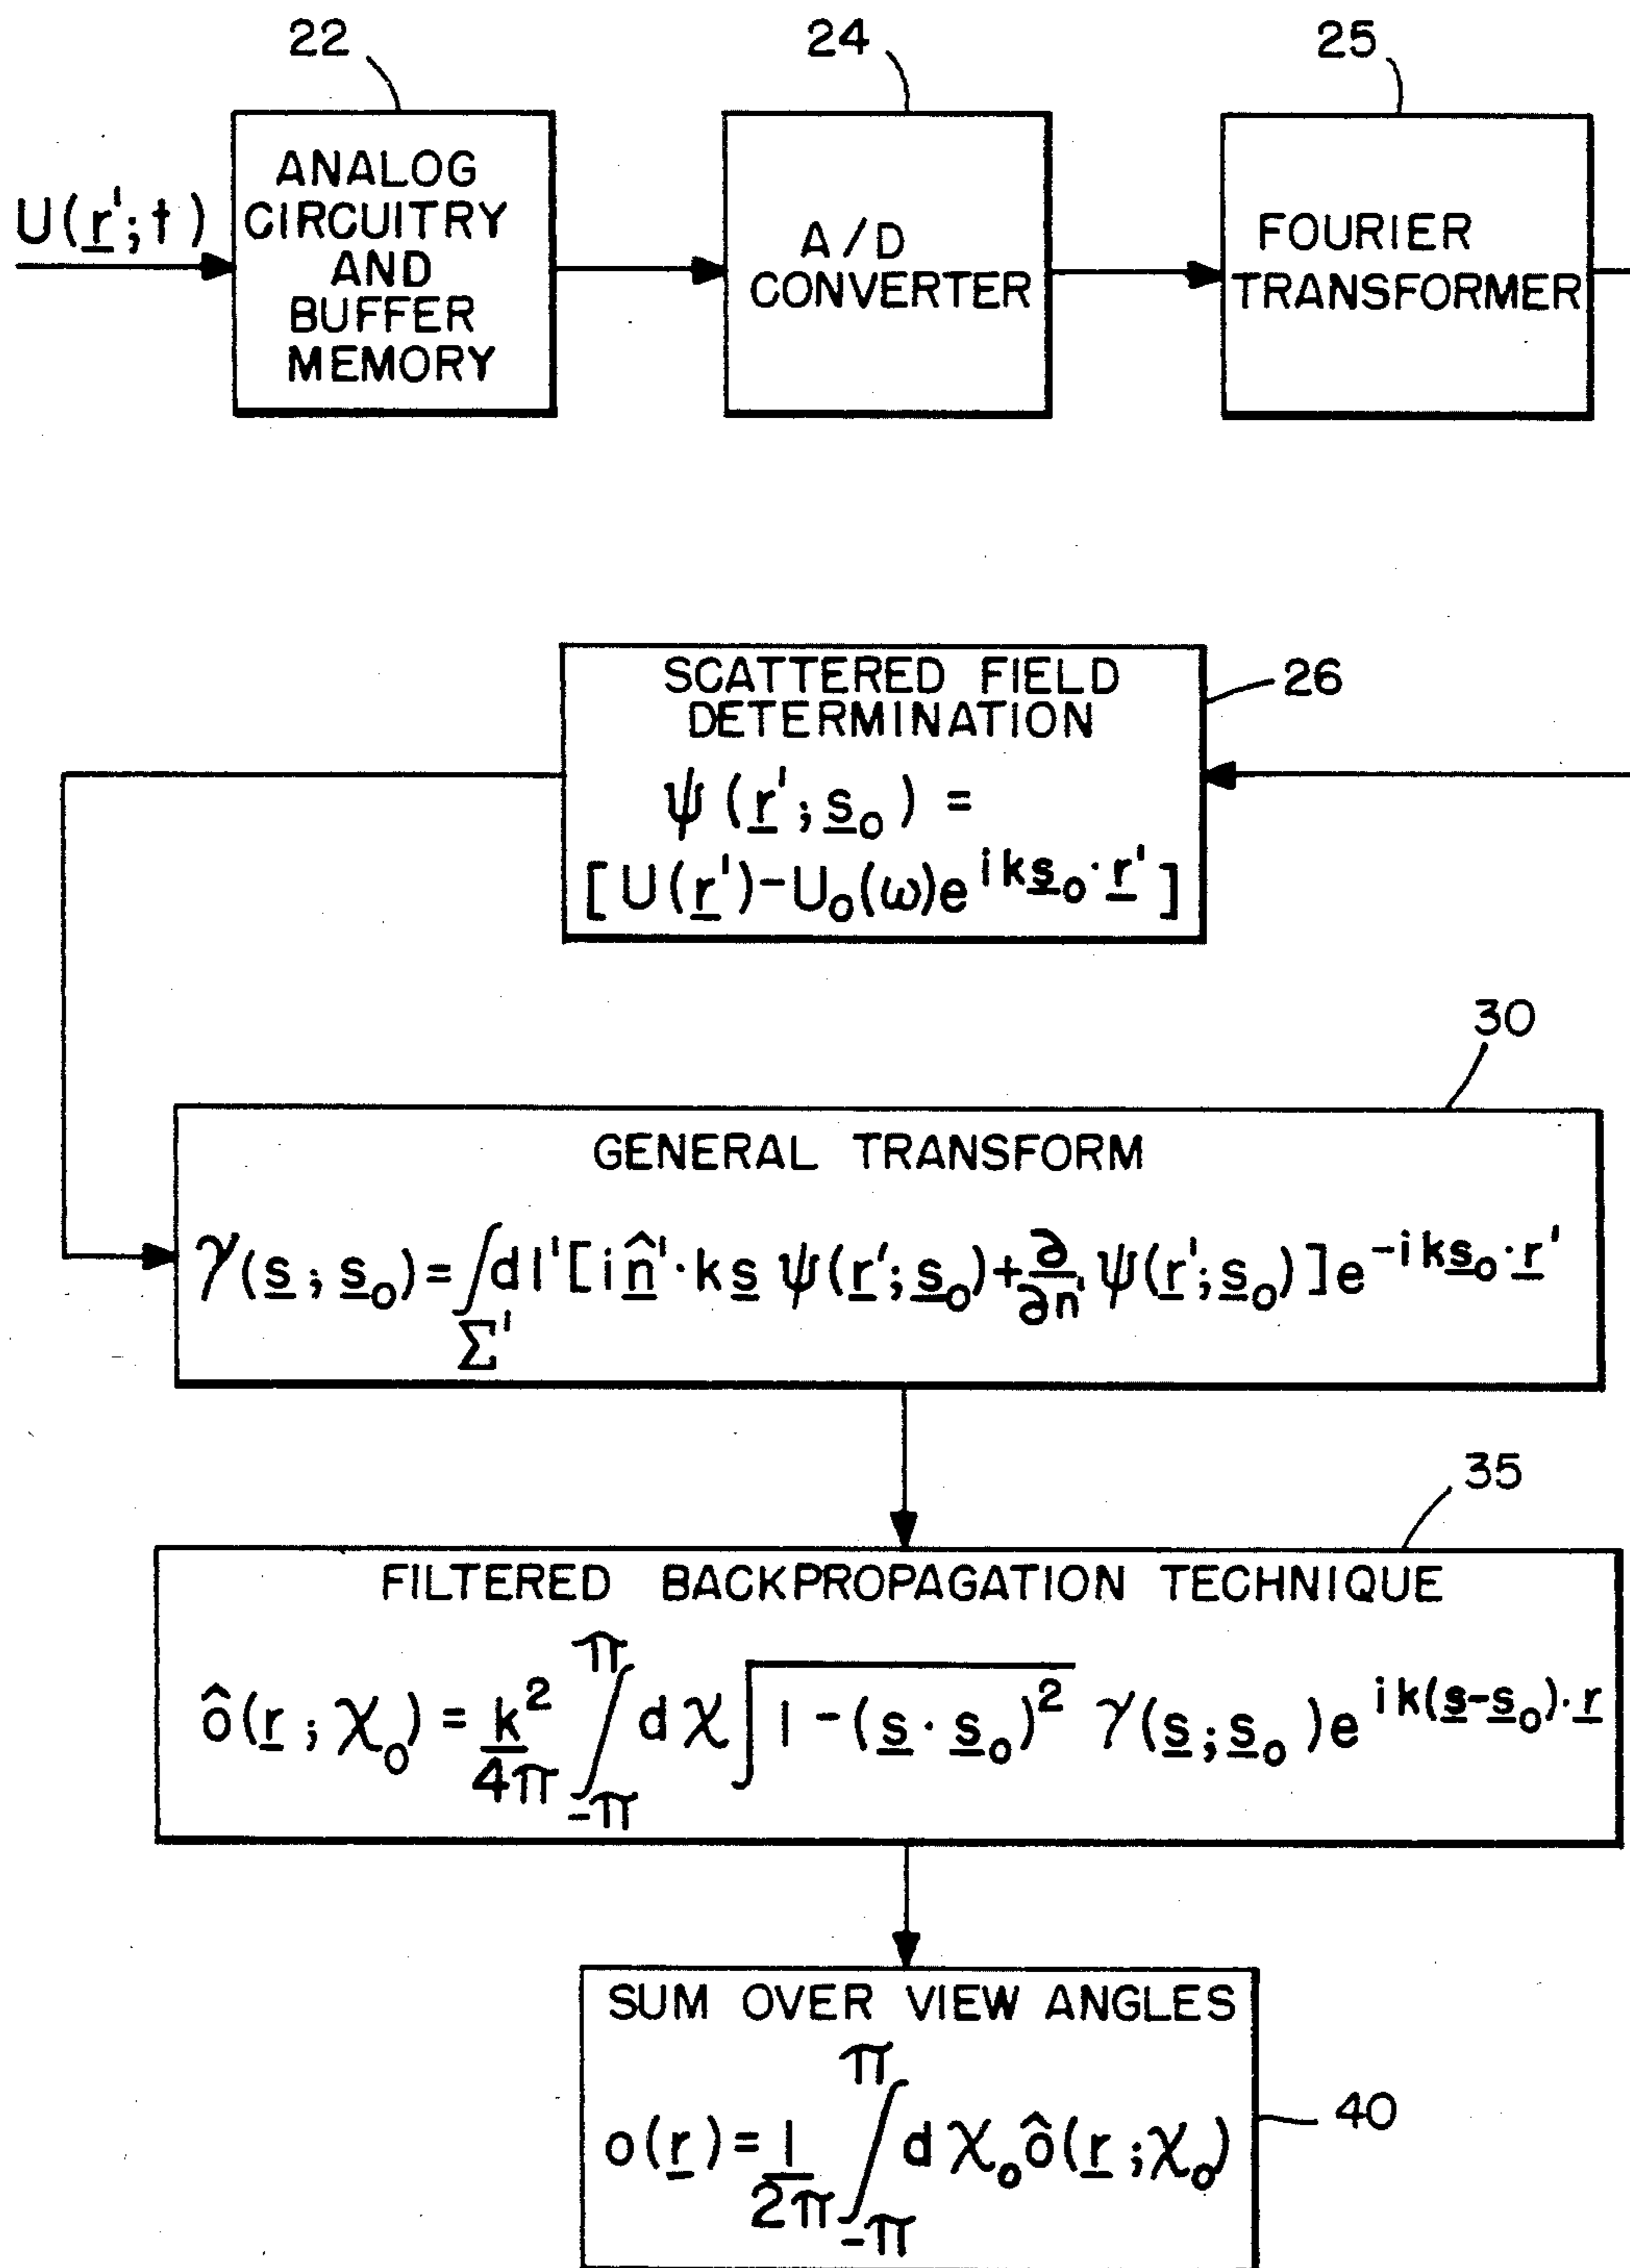 22
24
25
U(r';t)
ANALOG
CIRCUITRY
AND
BUFFER
MEMORY
A/D
CONVERTER
FOURIER
TRANSFORMER
SCATTERED FIELD
DETERMINATION
ψ(r';s₀) =
[U(r')-U₀(ω)e^{iks₀·r'}]
26
30
GENERAL TRANSFORM
γ(s;s₀)=∫_{Σ'} dl'[i n̂'·ks ψ(r';s₀)+∂/∂n' ψ(r';s₀)]e^{-iks₀·r'}
35
FILTERED BACKPROPAGATION TECHNIQUE
ô(r;χ₀) = k²/4π ∫_{-π}^{π} dχ √(1-(s·s₀)²) γ(s;s₀)e^{ik(s-s₀)·r}
SUM OVER VIEW ANGLES
o(r)=1/2π ∫_{-π}^{π} dχ₀ô(r;χ₀)
40